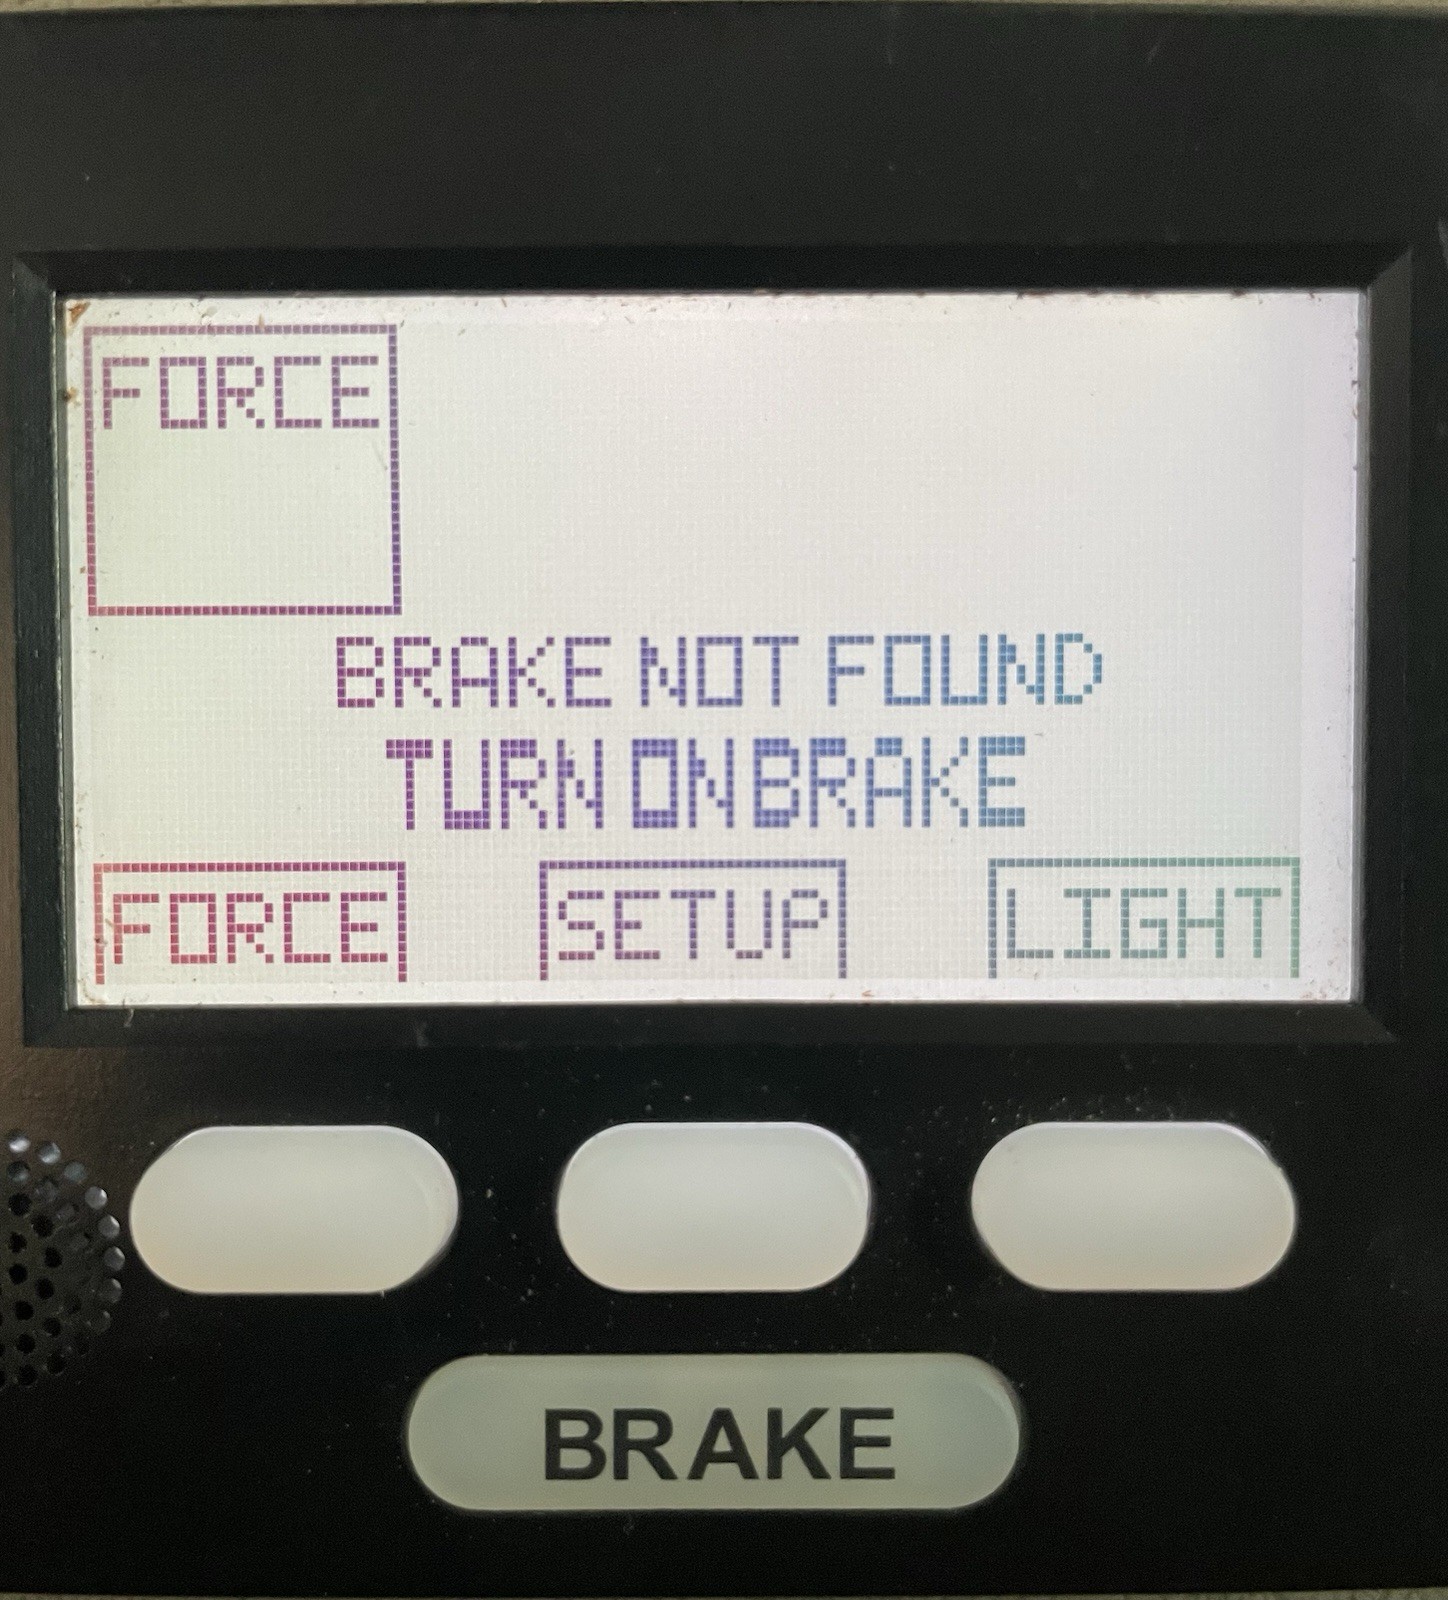 FORCE
BRAKE NOT FOUND
TURN ON BRAKE
FORCE SETUP LIGHT
BRAKE